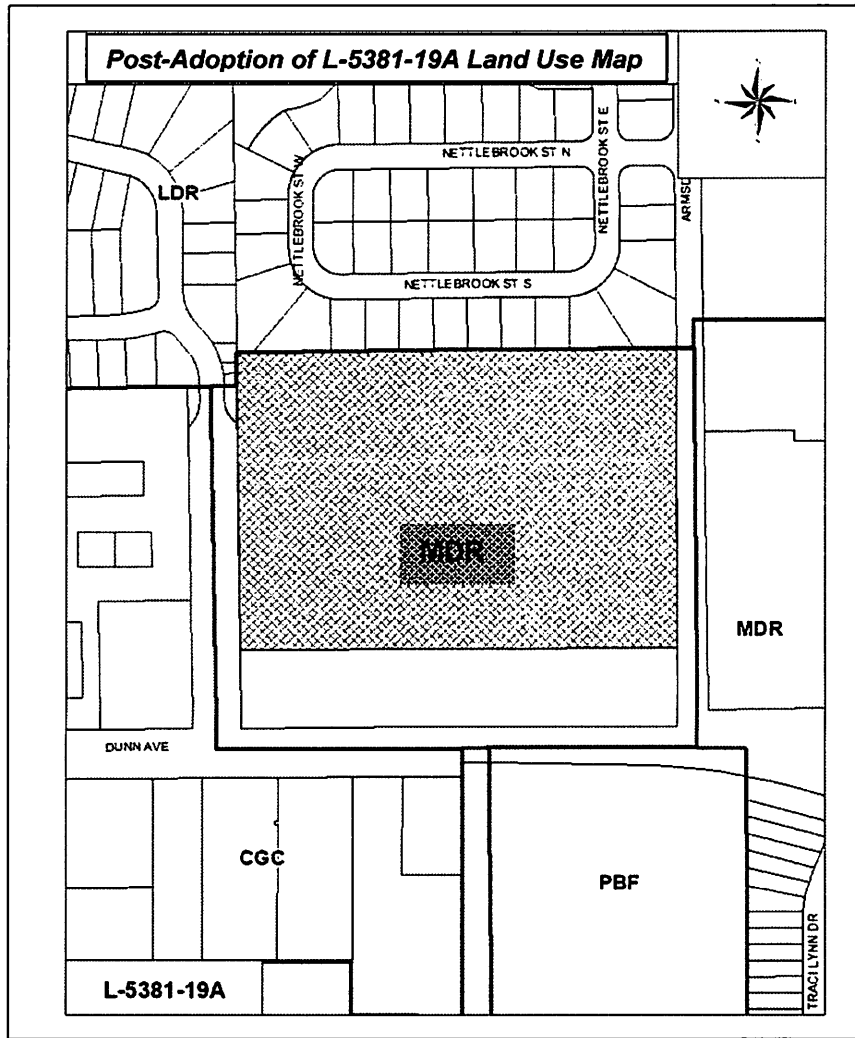 Post-Adoption of L-5381-19A Land Use Map
NETTLEBROOK ST N
NETTLEBROOK ST E
LDR
NETTLEBROOK ST W
ARMSD
NETTLEBROOK ST S
MDR
MDR
DUNN AVE
CGC
PBF
TRACI LYNN DR
L-5381-19A